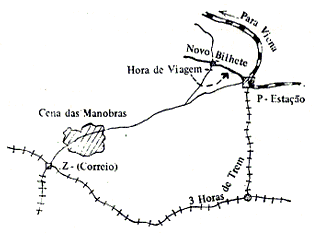 Para Viena
Novo Bilhete
Hora de Viagem
P - Estação
Cena das Manobras
Z - (Correio)
3 Horas de Trem